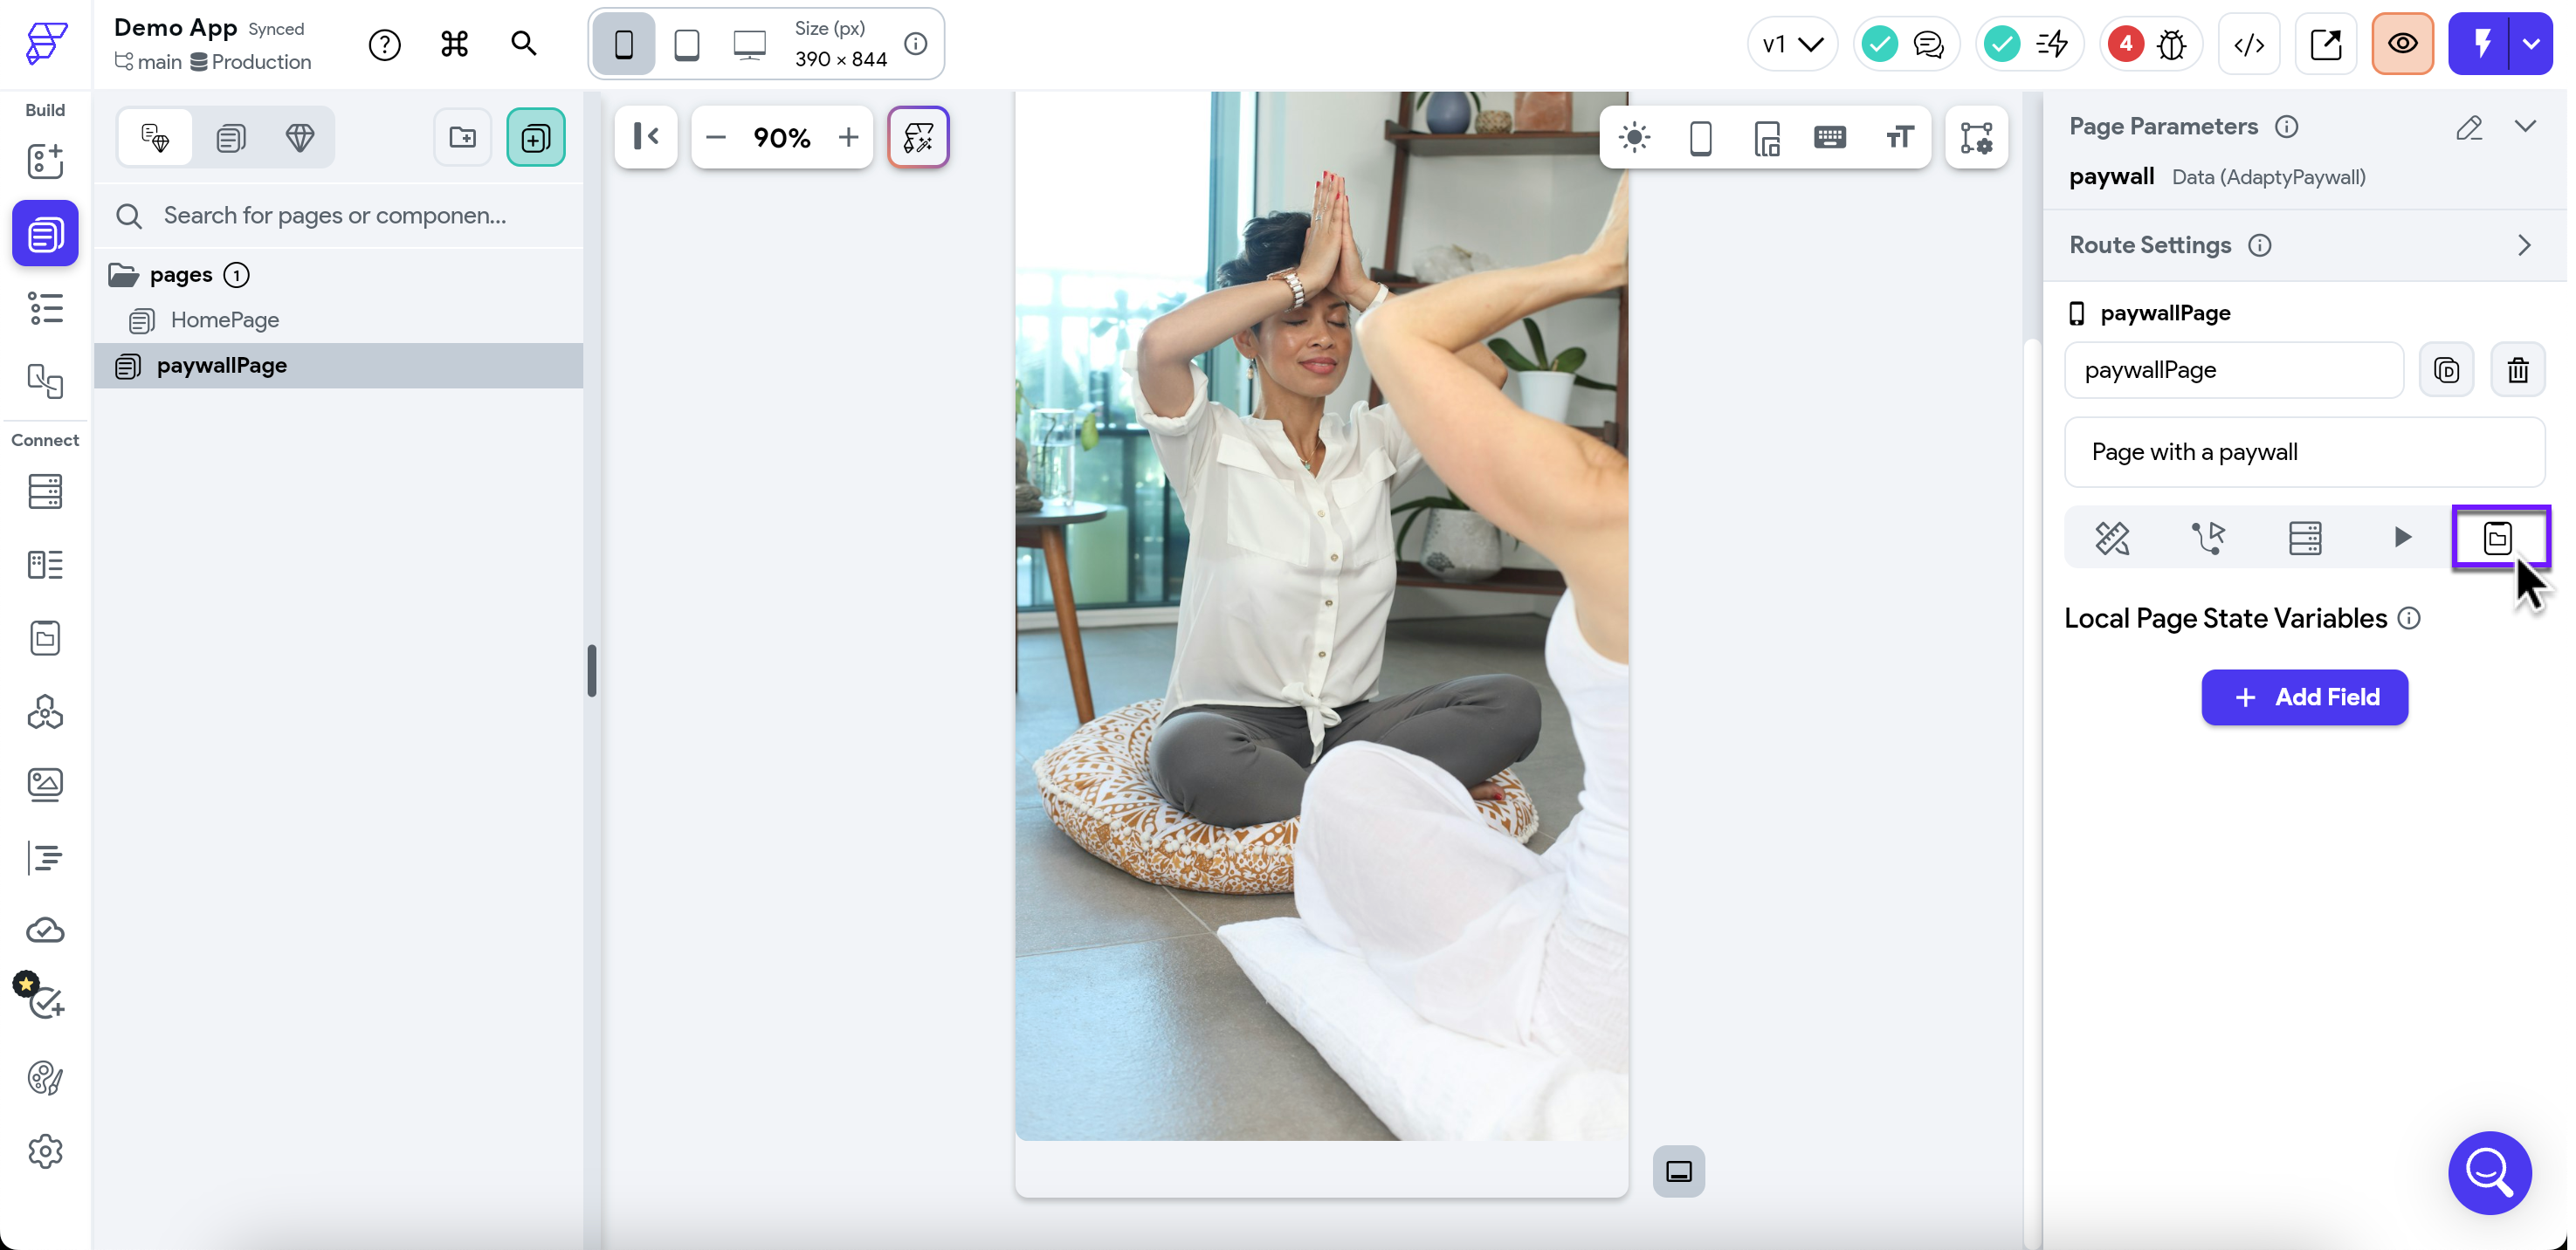 Demo App Synced
main Production
Size (px)
390 × 844
v1
4
Build
Connect
90%
Search for pages or componen...
pages 1
HomePage
paywallPage
Page Parameters
paywall Data (AdaptyPaywall)
Route Settings
paywallPage
paywallPage
Page with a paywall
Local Page State Variables
+ Add Field